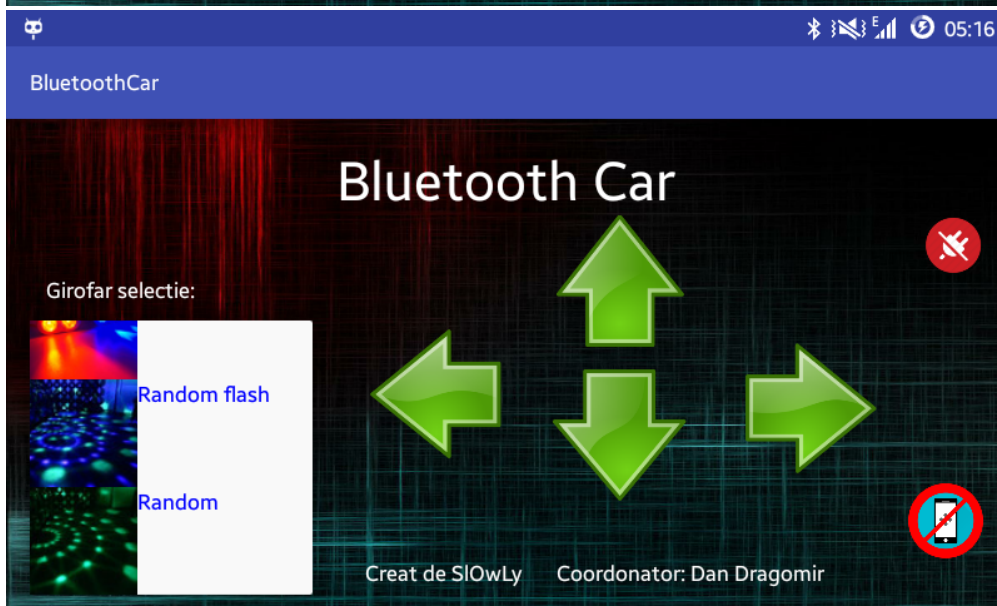 E
05:16
BluetoothCar
Bluetooth Car
Girofar selectie:
Random flash
Random
Creat de SlOwLy Coordonator: Dan Dragomir